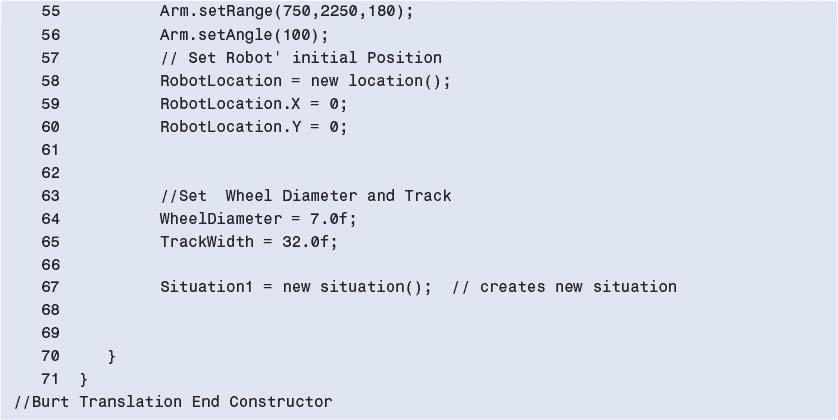 55 Arm.setRange(750,2250,180);
56 Arm.setAngle(100);
57 // Set Robot' initial Position
58 RobotLocation = new location();
59 RobotLocation.X = 0;
60 RobotLocation.Y = 0;
61
62
63 //Set  Wheel Diameter and Track
64 WheelDiameter = 7.0f;
65 TrackWidth = 32.0f;
66
67 Situation1 = new situation();  // creates new situation
68
69
70 }
71 }
//Burt Translation End Constructor